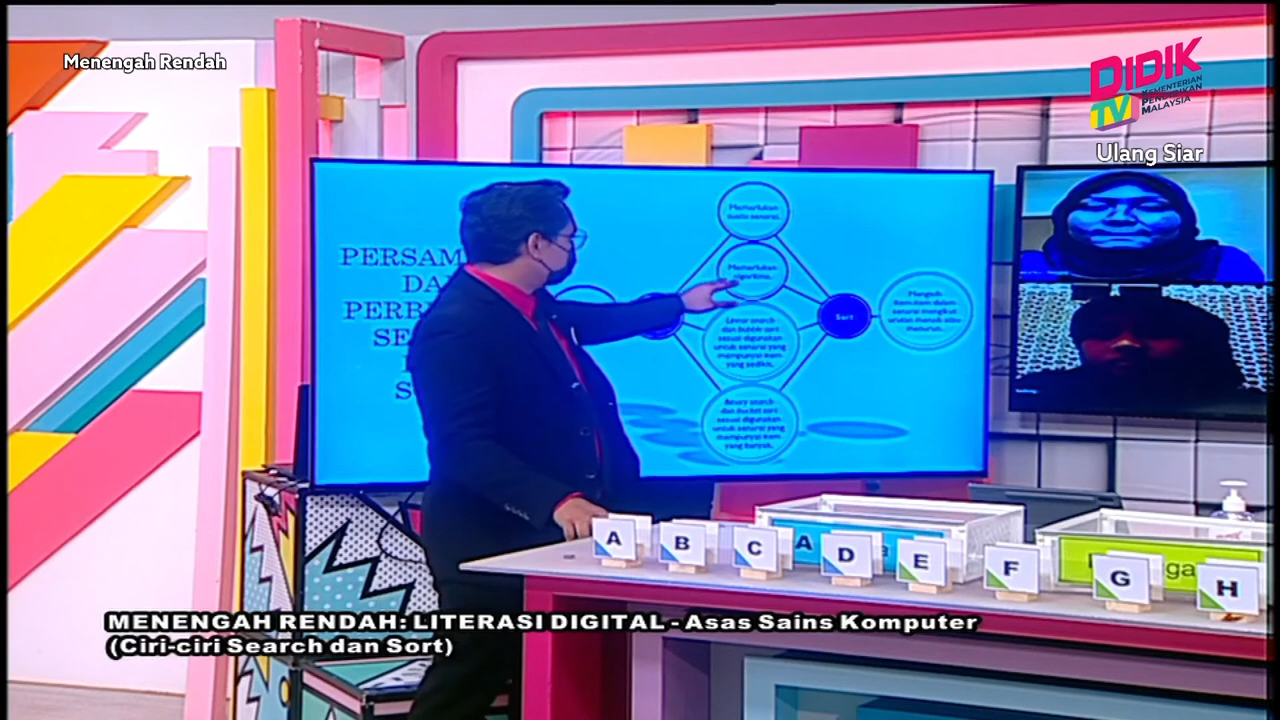 Menengah Rendah
DIDIK
TV
KEMENTERIAN
PENDIDIKAN
MALAYSIA
Ulang Siar
PERSAM
DA
PERB
SE
S
Memerlukan
suatu senarai.
Memerlukan
algoritma.
Linear search
dan bubble sort
sesuai digunakan
untuk senarai yang
mempunyai item
yang sedikit.
Binary search
dan bucket sort
sesuai digunakan
untuk senarai yang
mempunyai item
yang banyak.
Sort
Mengisih
item-item dalam
senarai mengikut
urutan menaik atau
menurun.
A
B
C
A
D
E
F
G
H
MENENGAH RENDAH: LITERASI DIGITAL - Asas Sains Komputer
(Ciri-ciri Search dan Sort)